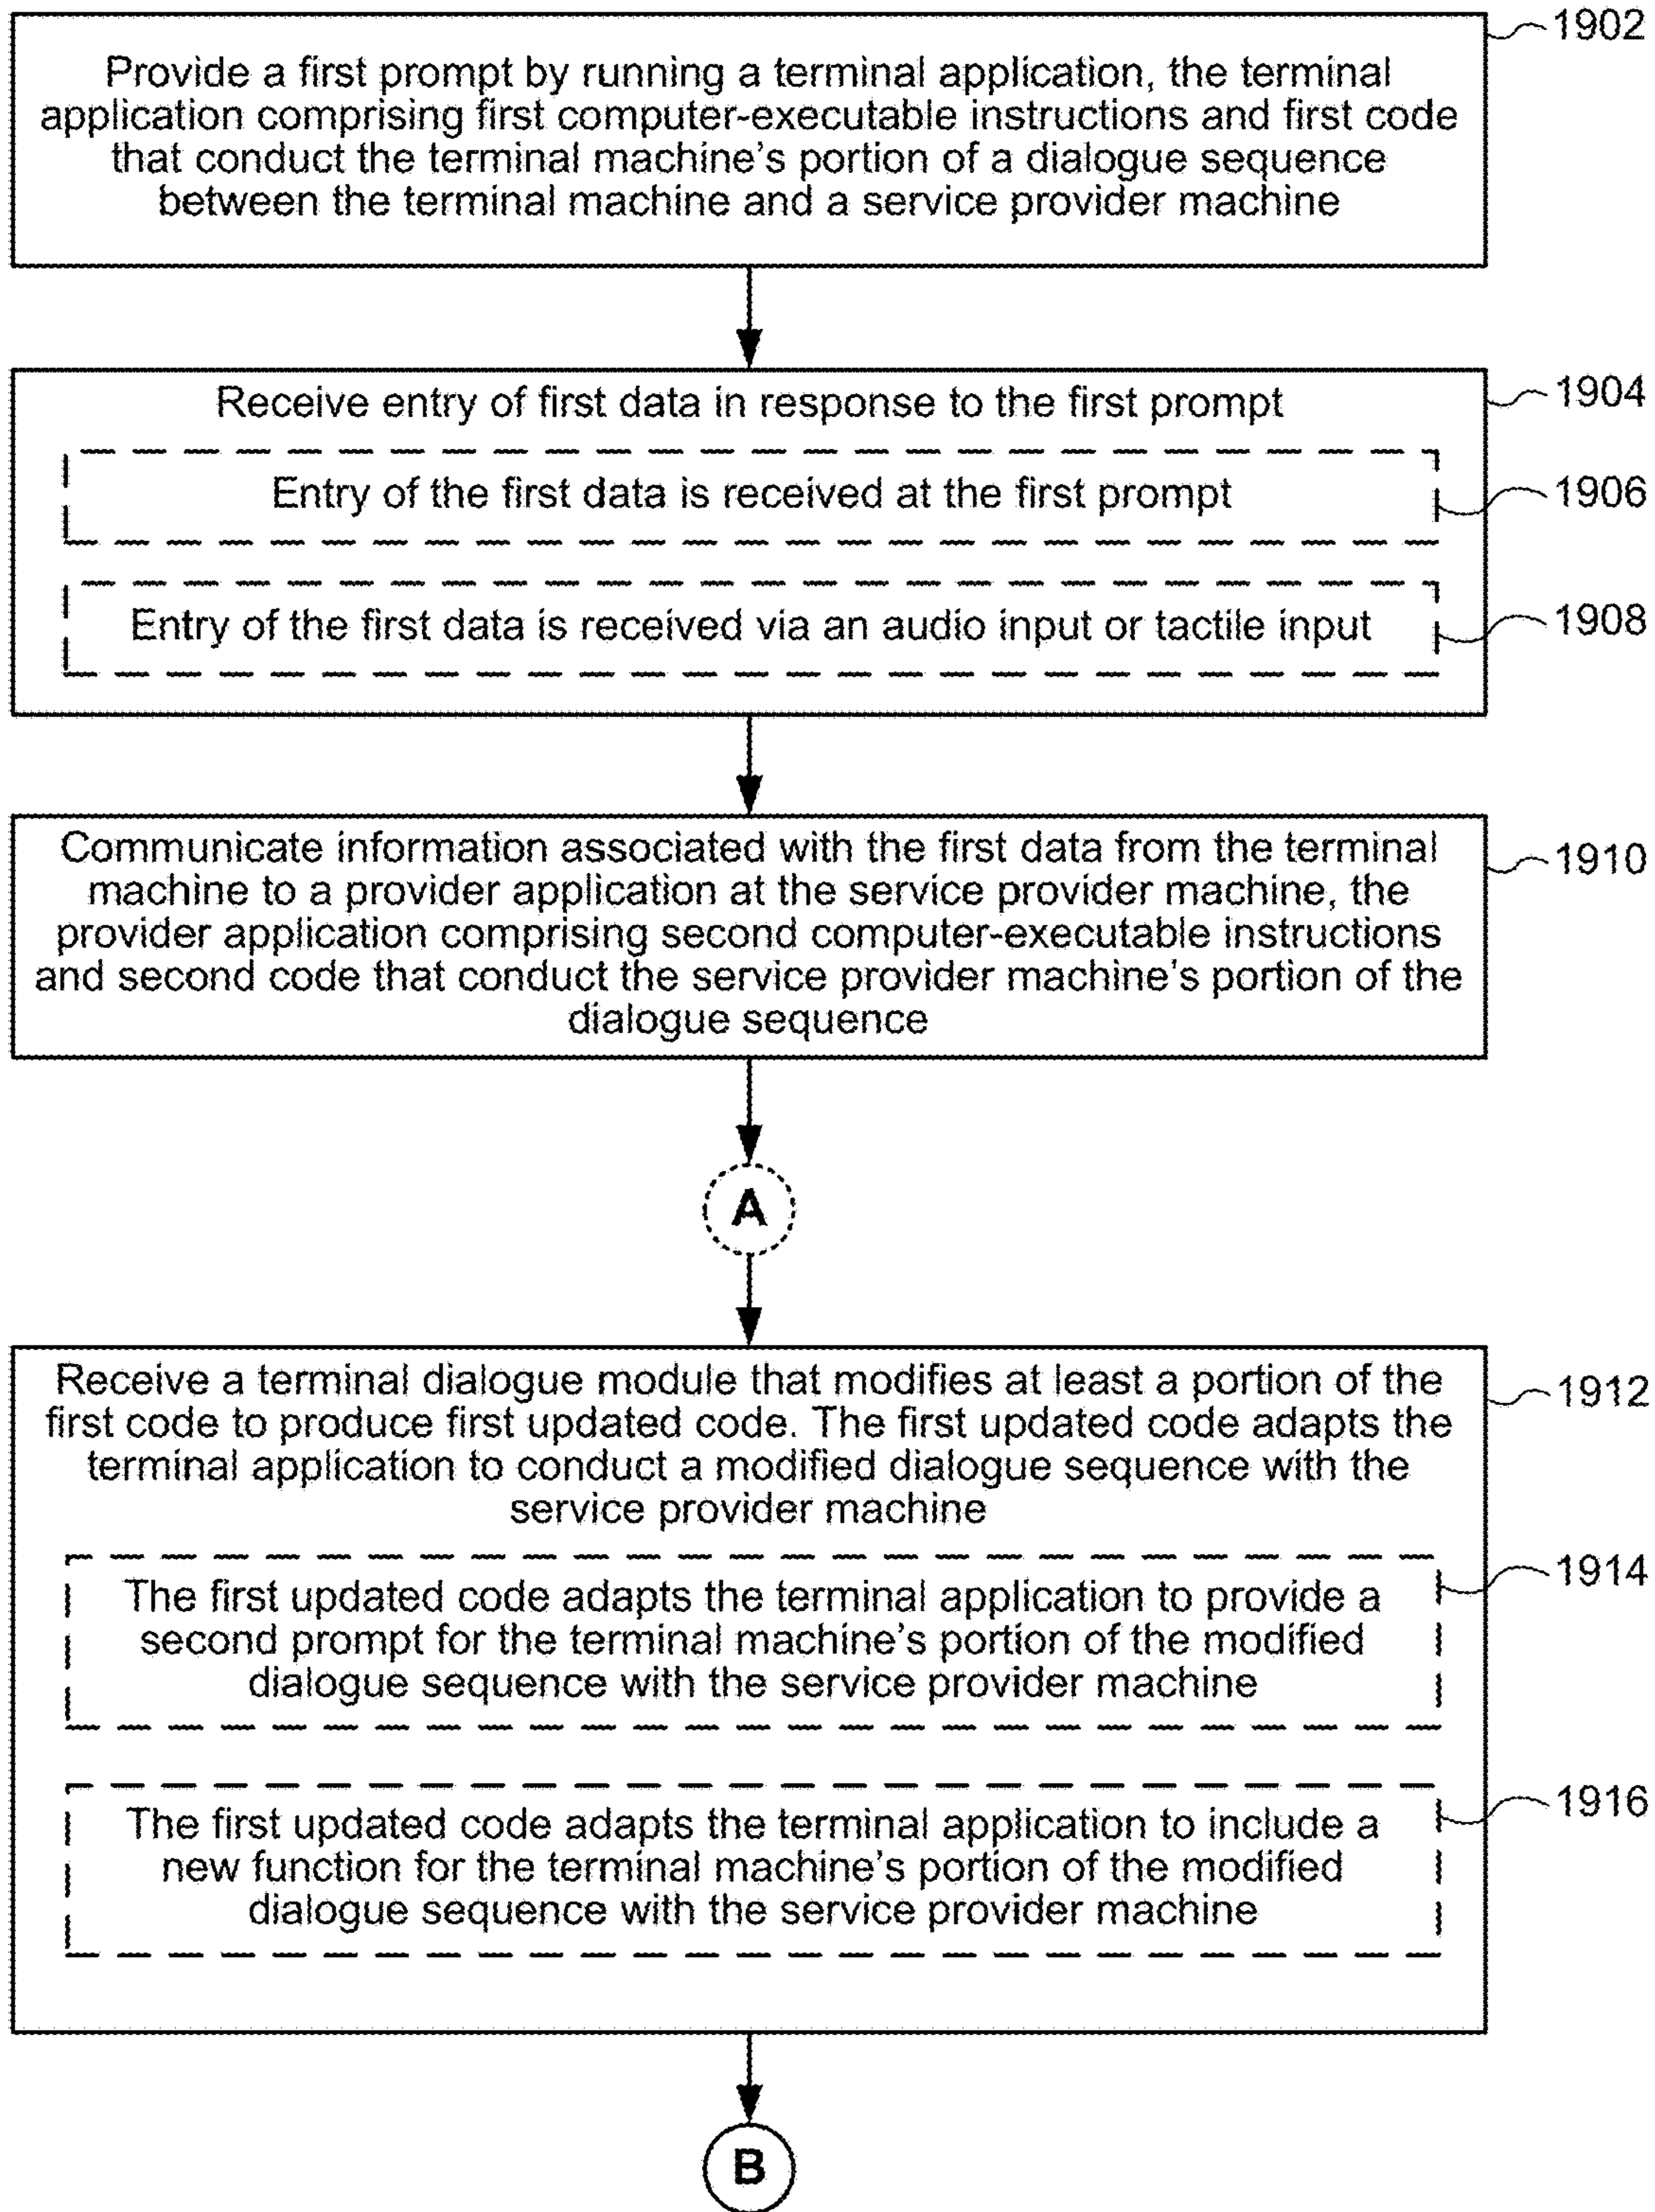 1902
Provide a first prompt by running a terminal application, the terminal
application comprising first computer-executable instructions and first code
that conduct the terminal machine's portion of a dialogue sequence
between the terminal machine and a service provider machine
Receive entry of first data in response to the first prompt
1904
Entry of the first data is received at the first prompt
1906
Entry of the first data is received via an audio input or tactile input
1908
Communicate information associated with the first data from the terminal
1910
machine to a provider application at the service provider machine, the
provider application comprising second computer-executable instructions
and second code that conduct the service provider machine's portion of the
dialogue sequence
A
Receive a terminal dialogue module that modifies at least a portion of the
1912
first code to produce first updated code. The first updated code adapts the
terminal application to conduct a modified dialogue sequence with the
service provider machine
1914
The first updated code adapts the terminal application to provide a
second prompt for the terminal machine's portion of the modified
dialogue sequence with the service provider machine
1916
The first updated code adapts the terminal application to include a
new function for the terminal machine's portion of the modified
dialogue sequence with the service provider machine
B